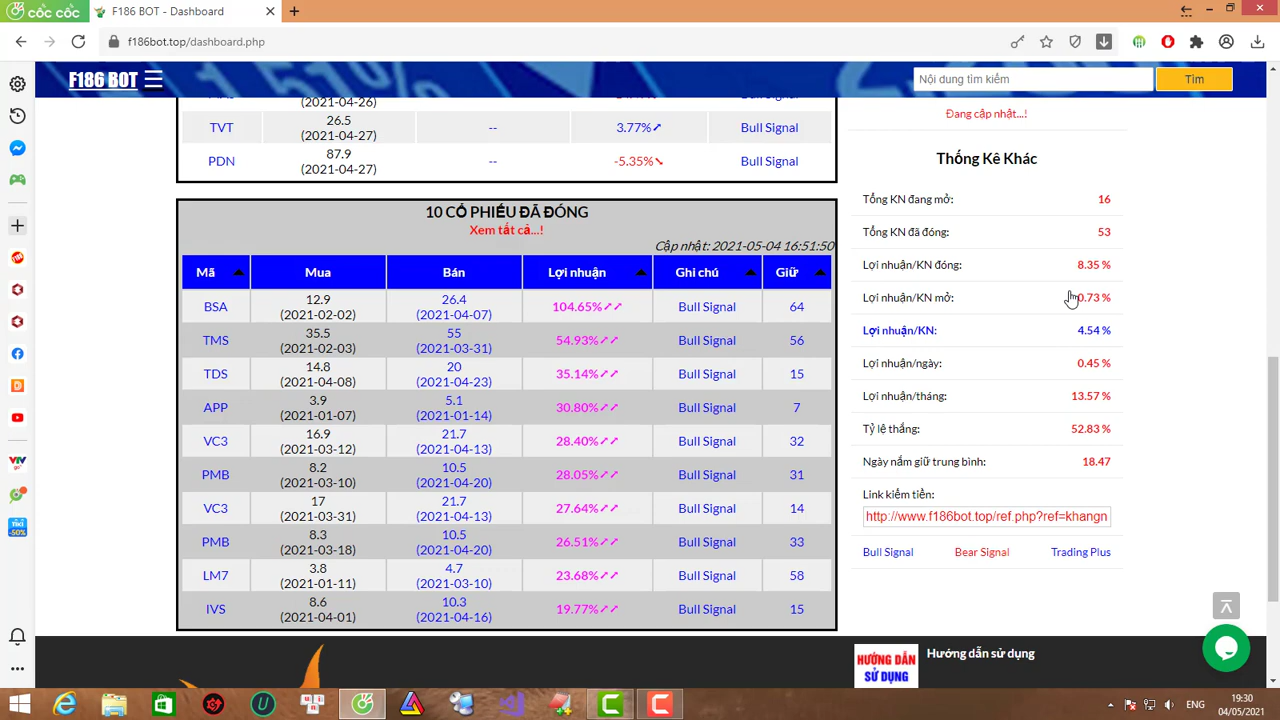 cốc cốc
F186 BOT - Dashboard
f186bot.top/dashboard.php
F186 BOT
Nội dung tìm kiếm
Tìm
(2021-04-26)
TVT 26.5 (2021-04-27) -- 3.77% Bull Signal
PDN 87.9 (2021-04-27) -- -5.35% Bull Signal
10 CỔ PHIẾU ĐÃ ĐÓNG
Xem tất cả...!
Cập nhật: 2021-05-04 16:51:50
Mã Mua Bán Lợi nhuận Ghi chú Giữ
BSA 12.9 (2021-02-02) 26.4 (2021-04-07) 104.65% Bull Signal 64
TMS 35.5 (2021-02-03) 55 (2021-03-31) 54.93% Bull Signal 56
TDS 14.8 (2021-04-08) 20 (2021-04-23) 35.14% Bull Signal 15
APP 3.9 (2021-01-07) 5.1 (2021-01-14) 30.80% Bull Signal 7
VC3 16.9 (2021-03-12) 21.7 (2021-04-13) 28.40% Bull Signal 32
PMB 8.2 (2021-03-10) 10.5 (2021-04-20) 28.05% Bull Signal 31
VC3 17 (2021-03-31) 21.7 (2021-04-13) 27.64% Bull Signal 14
PMB 8.3 (2021-03-18) 10.5 (2021-04-20) 26.51% Bull Signal 33
LM7 3.8 (2021-01-11) 4.7 (2021-03-10) 23.68% Bull Signal 58
IVS 8.6 (2021-04-01) 10.3 (2021-04-16) 19.77% Bull Signal 15
Đang cập nhật...!
Thống Kê Khác
Tổng KN đang mở: 16
Tổng KN đã đóng: 53
Lợi nhuận/KN đóng: 8.35 %
Lợi nhuận/KN mở: 0.73 %
Lợi nhuận/KN: 4.54 %
Lợi nhuận/ngày: 0.45 %
Lợi nhuận/tháng: 13.57 %
Tỷ lệ thắng: 52.83 %
Ngày nắm giữ trung bình: 18.47
Link kiếm tiền:
http://www.f186bot.top/ref.php?ref=khangn
Bull Signal Bear Signal Trading Plus
HƯỚNG DẪN
SỬ DỤNG
Hướng dẫn sử dụng
ENG
19:30
04/05/2021